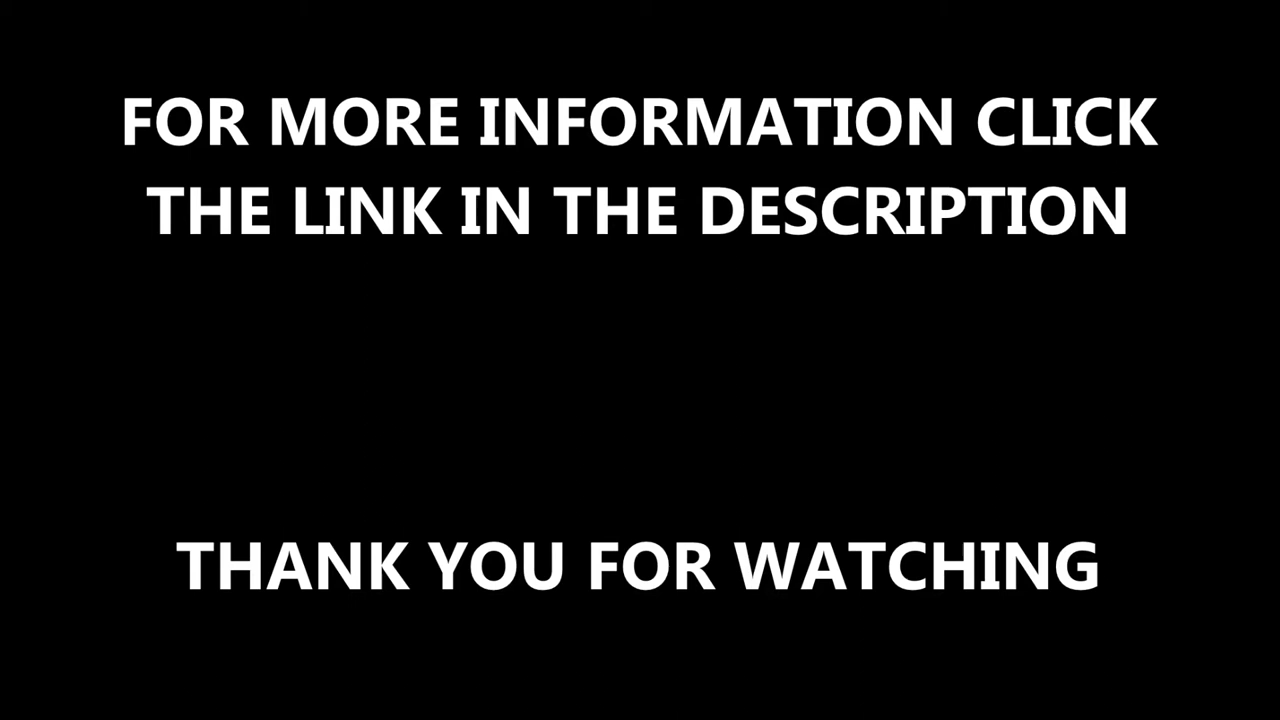 FOR MORE INFORMATION CLICK
THE LINK IN THE DESCRIPTION
THANK YOU FOR WATCHING